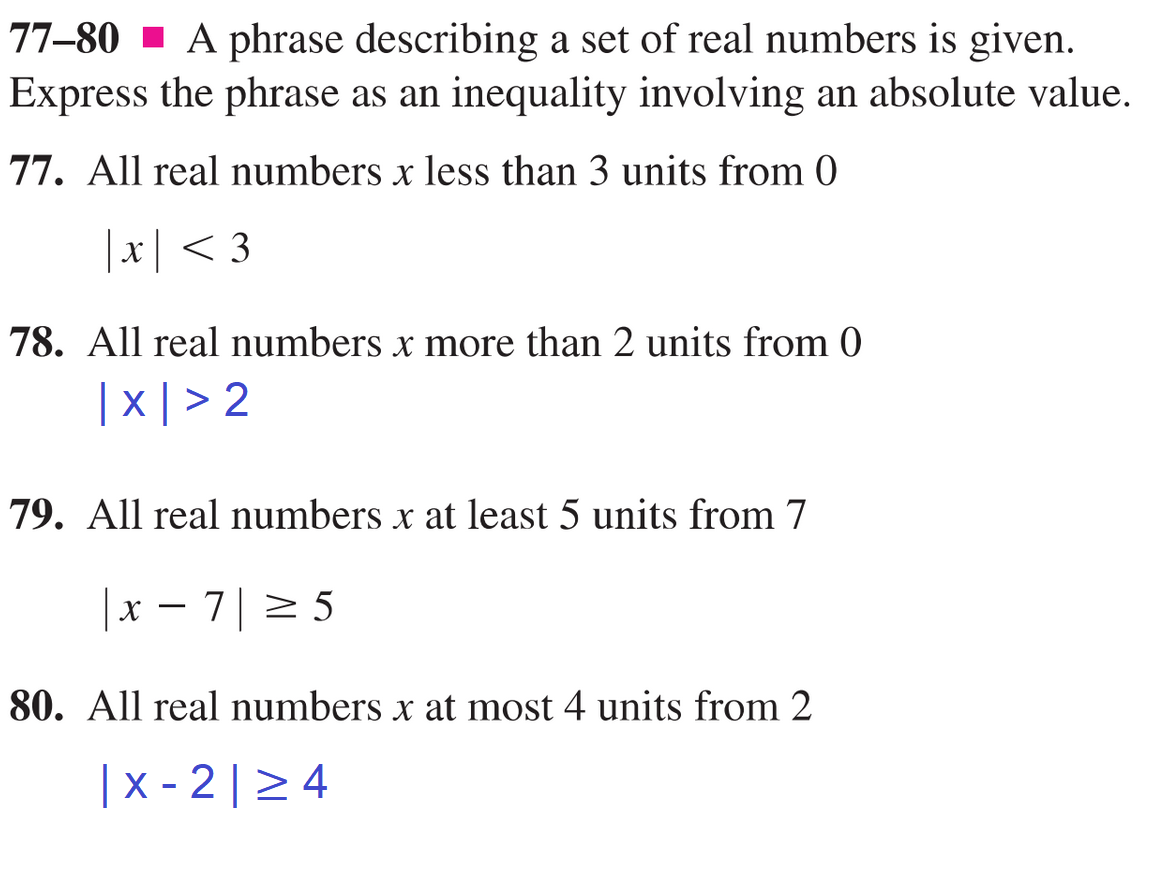 77–80 ■ A phrase describing a set of real numbers is given.
Express the phrase as an inequality involving an absolute value.
77. All real numbers x less than 3 units from 0
|x| < 3
78. All real numbers x more than 2 units from 0
| x | > 2
79. All real numbers x at least 5 units from 7
|x − 7| ≥ 5
80. All real numbers x at most 4 units from 2
| x - 2 | ≥ 4